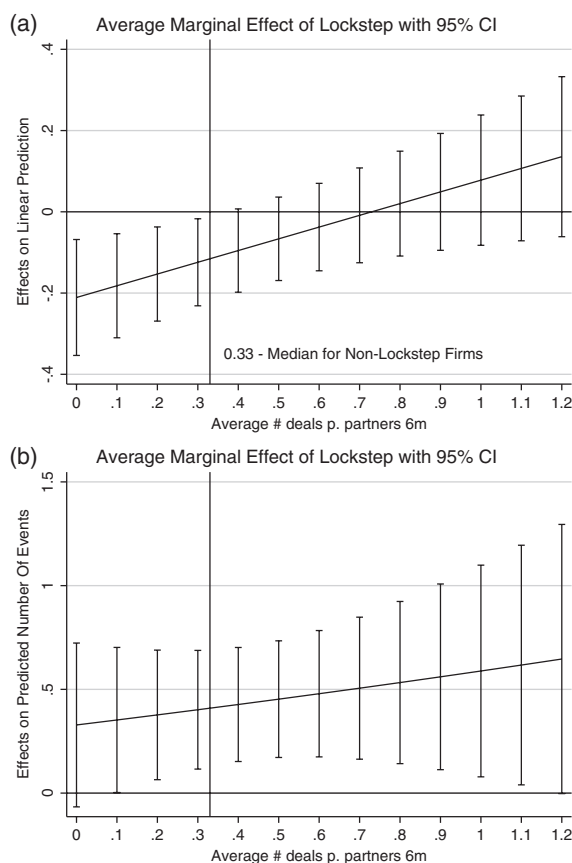 (a)
Average Marginal Effect of Lockstep with 95% CI
Effects on Linear Prediction
.4
.2
0
-.2
-.4
0.33 - Median for Non-Lockstep Firms
0 .1 .2 .3 .4 .5 .6 .7 .8 .9 1 1.1 1.2
Average # deals p. partners 6m
(b)
Average Marginal Effect of Lockstep with 95% CI
Effects on Predicted Number Of Events
1.5
1
.5
0
0 .1 .2 .3 .4 .5 .6 .7 .8 .9 1 1.1 1.2
Average # deals p. partners 6m